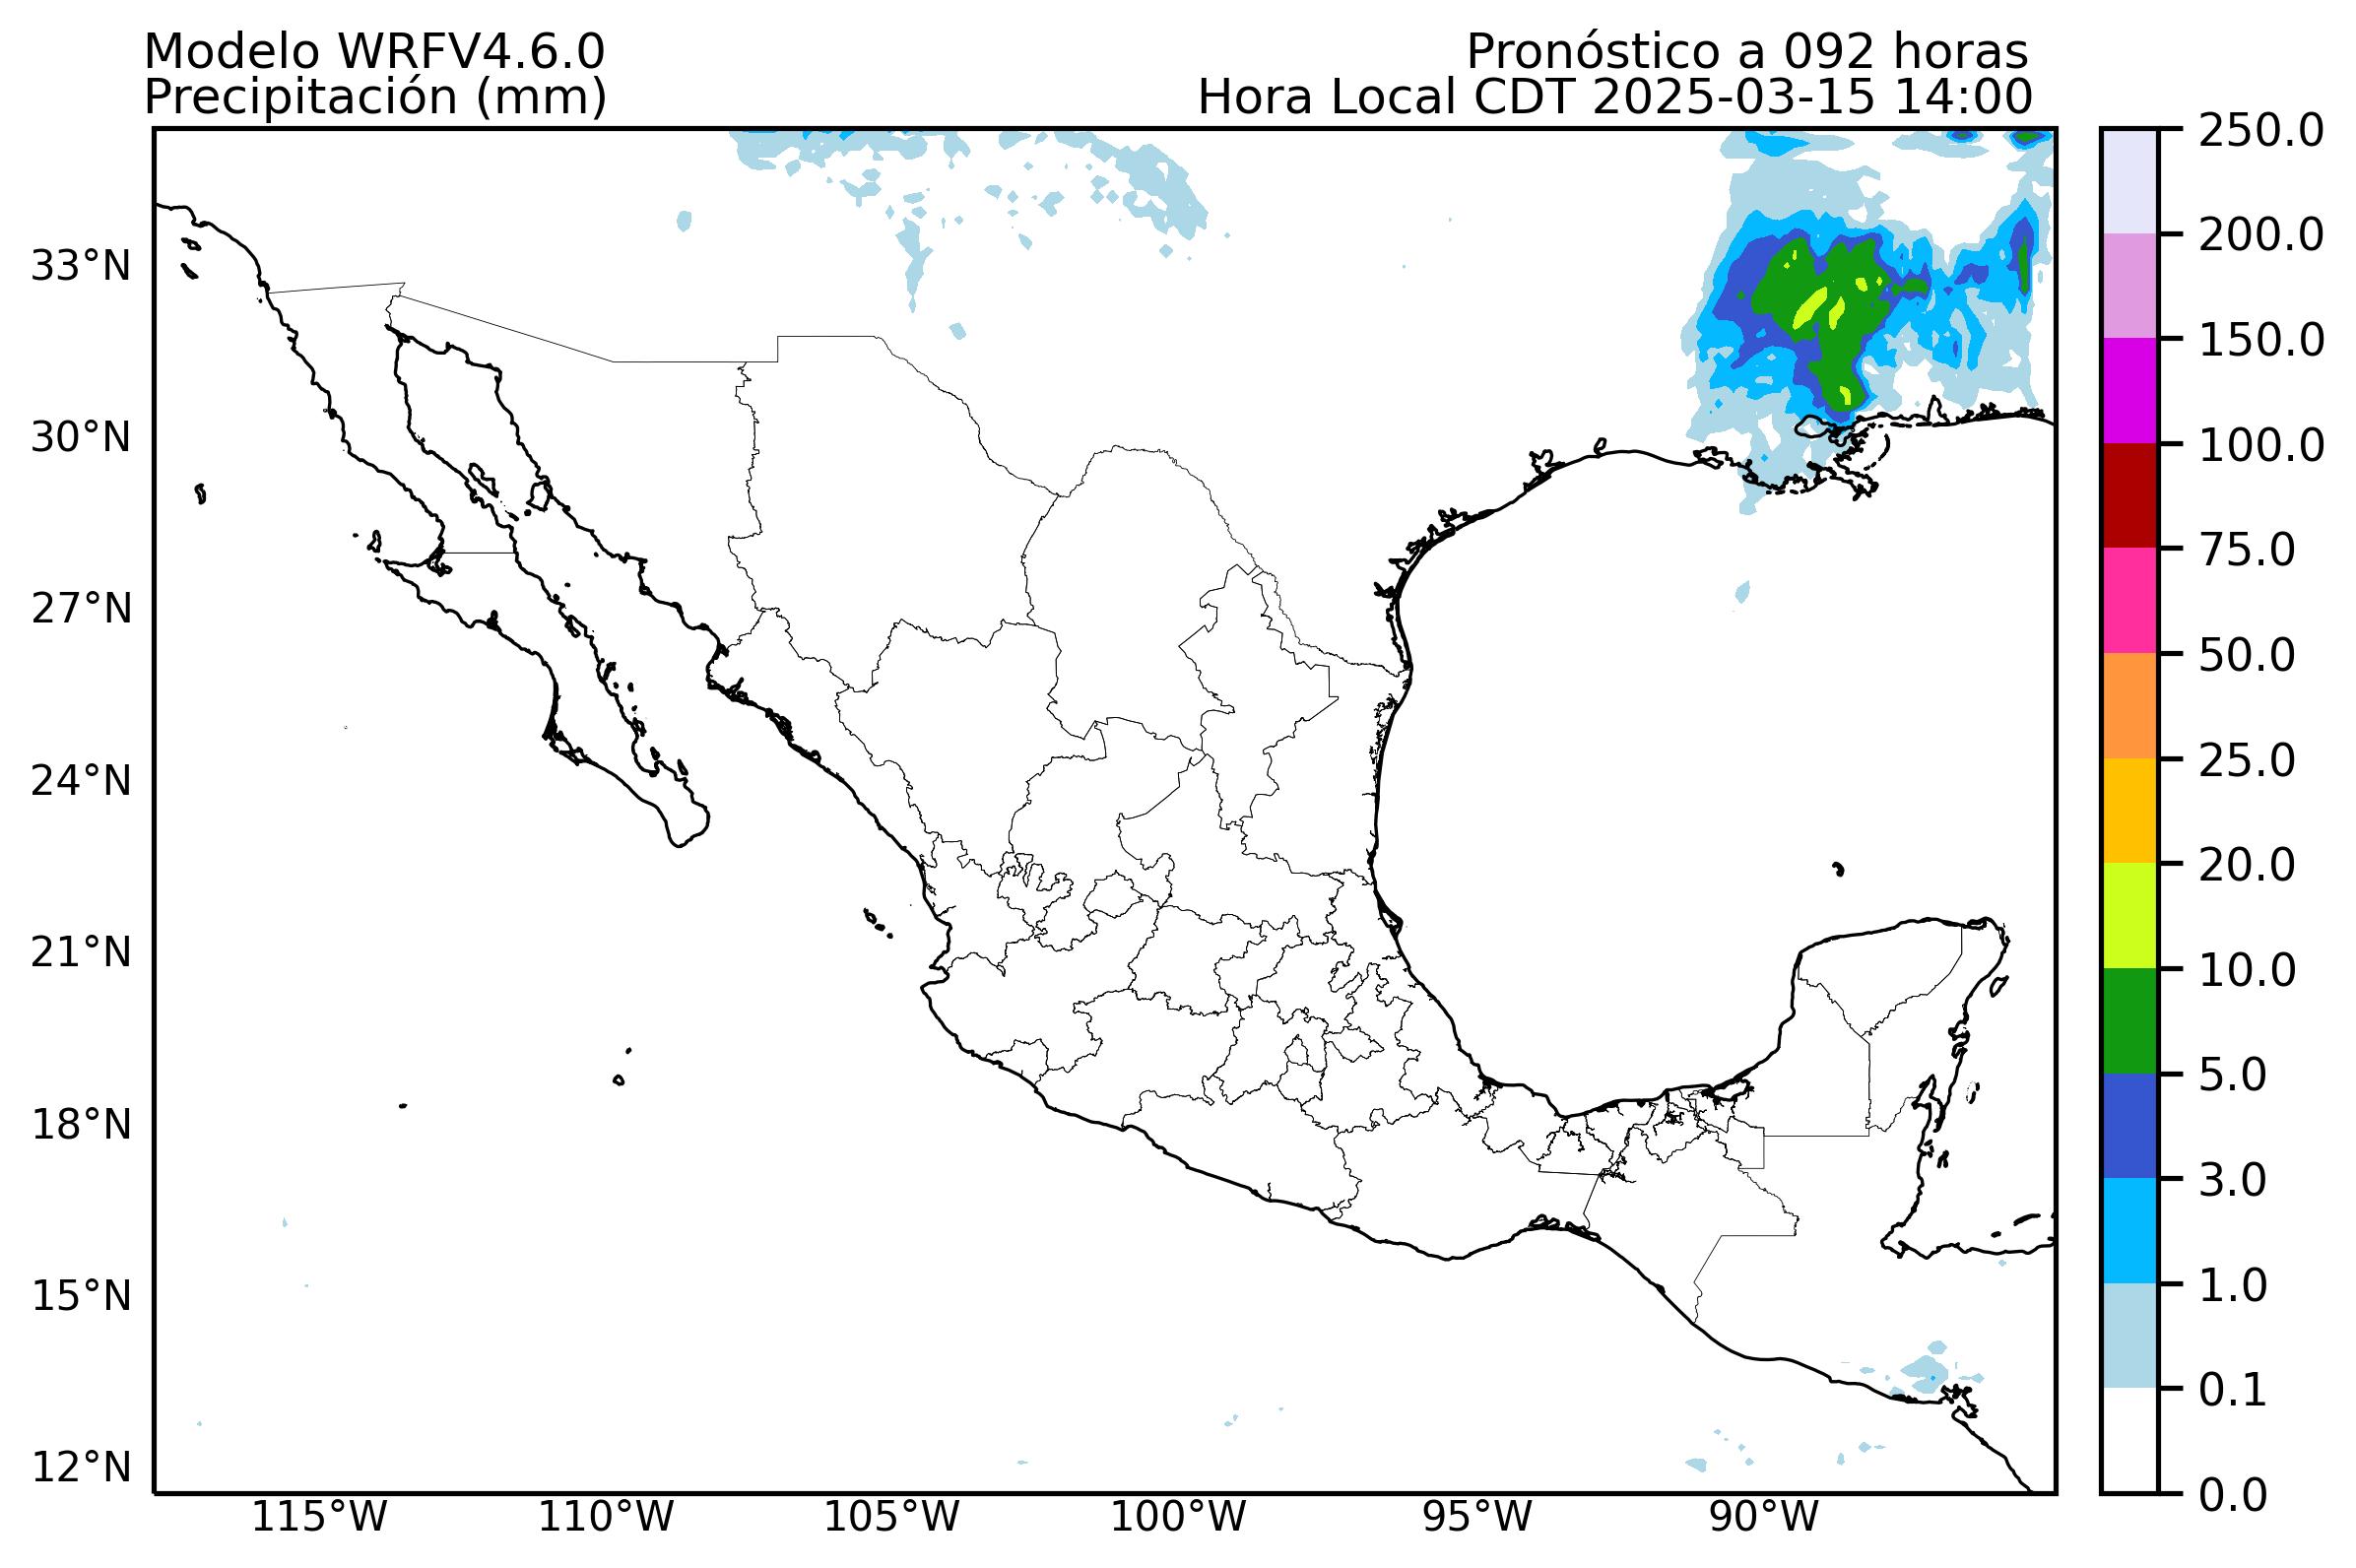 Modelo WRFV4.6.0
Pronóstico a 092 horas
Precipitación (mm)
Hora Local CDT 2025-03-15 14:00
33°N
30°N
27°N
24°N
21°N
18°N
15°N
12°N
115°W
110°W
105°W
100°W
95°W
90°W
250.0
200.0
150.0
100.0
75.0
50.0
25.0
20.0
10.0
5.0
3.0
1.0
0.1
0.0